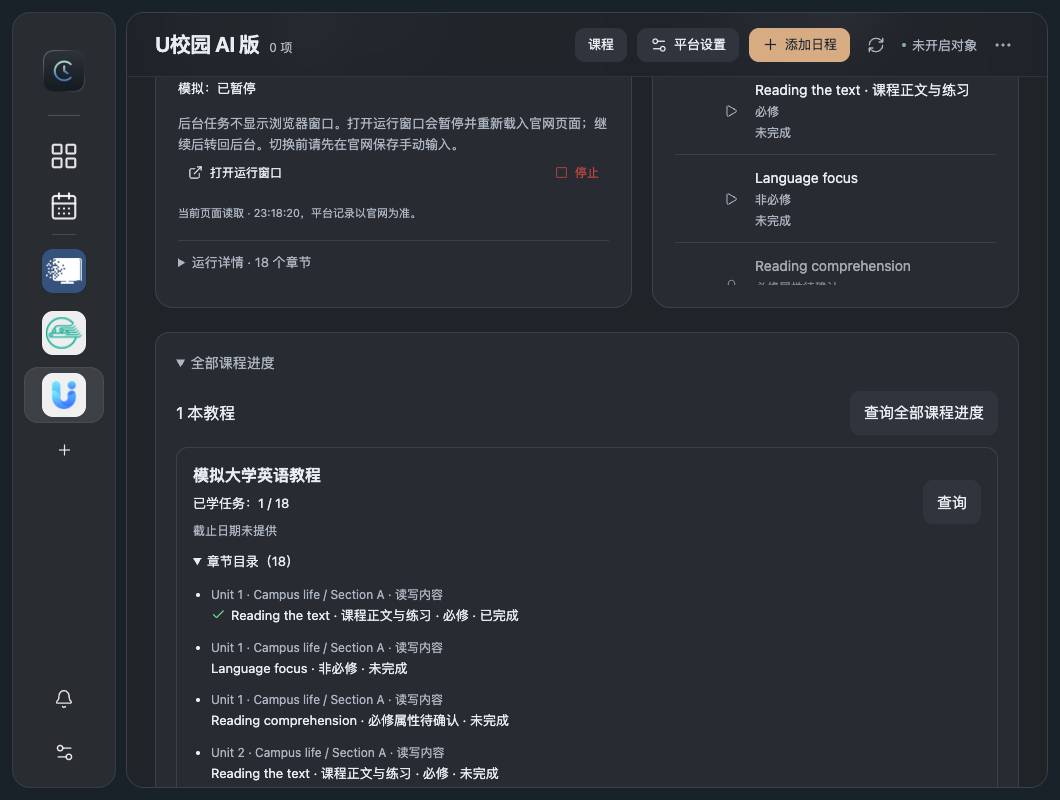 U校园 AI 版 0 项
课程
平台设置
添加日程
未开启对象
模拟：已暂停
后台任务不显示浏览器窗口。打开运行窗口会暂停并重新载入官网页面；继
续后转回后台。切换前请先在官网保存手动输入。
打开运行窗口
停止
当前页面读取 · 23:18:20，平台记录以官网为准。
运行详情 · 18 个章节
Reading the text · 课程正文与练习
必修
未完成
Language focus
非必修
未完成
Reading comprehension
必修属性待确认
全部课程进度
1 本教程
查询全部课程进度
模拟大学英语教程
已学任务：1 / 18
截止日期未提供
查询
章节目录（18）
Unit 1 · Campus life / Section A · 读写内容
Reading the text · 课程正文与练习 · 必修 · 已完成
Unit 1 · Campus life / Section A · 读写内容
Language focus · 非必修 · 未完成
Unit 1 · Campus life / Section A · 读写内容
Reading comprehension · 必修属性待确认 · 未完成
Unit 2 · Campus life / Section A · 读写内容
Reading the text · 课程正文与练习 · 必修 · 未完成